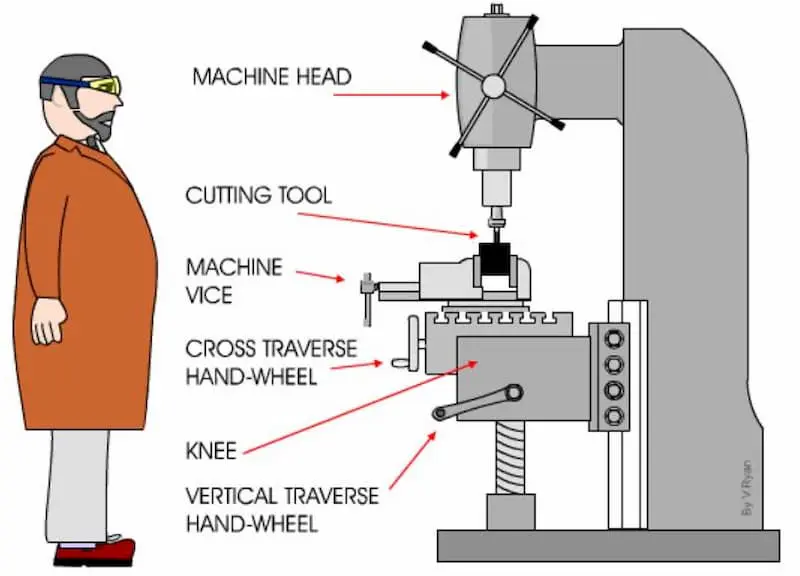 MACHINE HEAD
CUTTING TOOL
MACHINE
VICE
CROSS TRAVERSE
HAND-WHEEL
KNEE
VERTICAL TRAVERSE
HAND-WHEEL
By V.Ryan